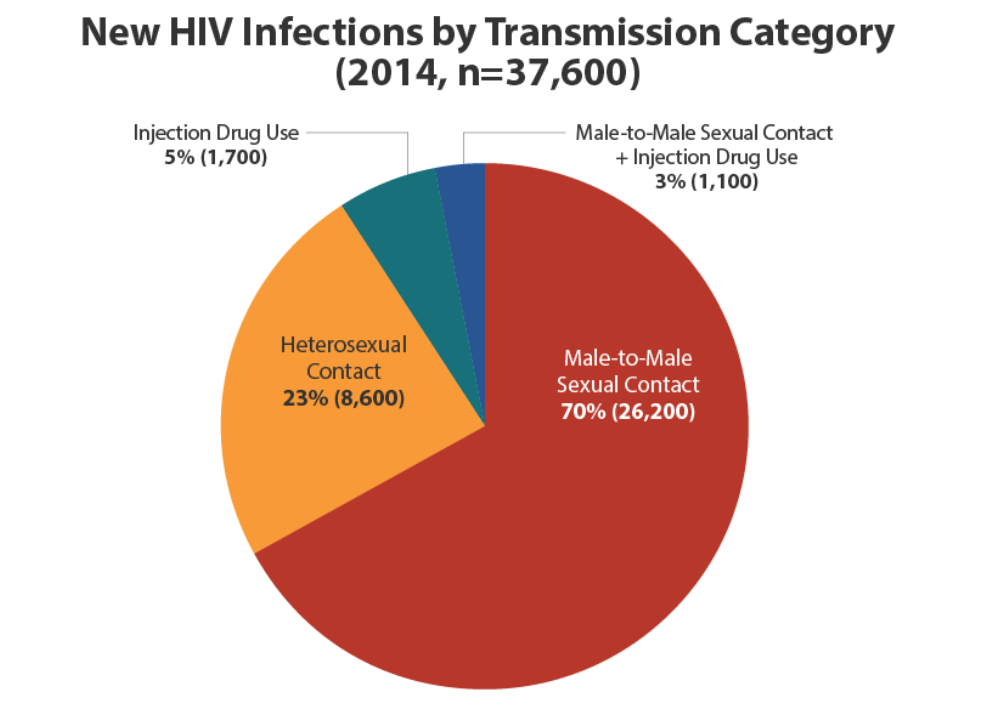 New HIV Infections by Transmission Category
(2014, n=37,600)
Injection Drug Use
5% (1,700)
Male-to-Male Sexual Contact
+ Injection Drug Use
3% (1,100)
Heterosexual
Contact
23% (8,600)
Male-to-Male
Sexual Contact
70% (26,200)